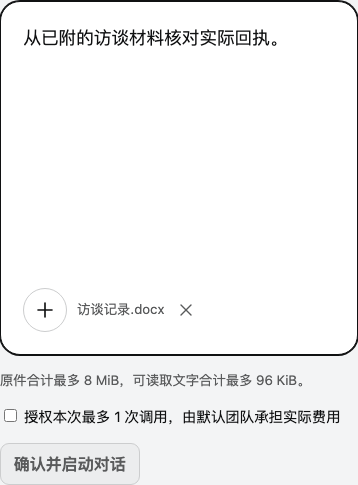 从已附的访谈材料核对实际回执。
访谈记录.docx
原件合计最多 8 MiB，可读取文字合计最多 96 KiB。
授权本次最多 1 次调用，由默认团队承担实际费用
确认并启动对话